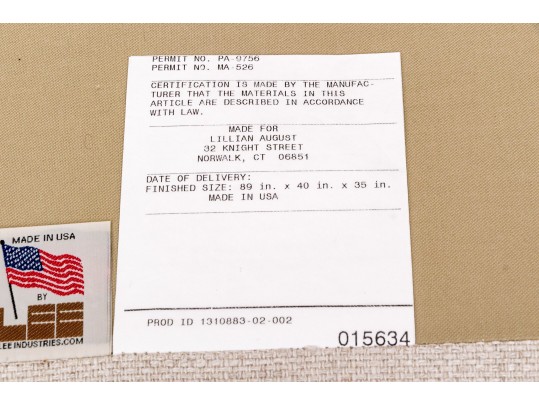 PERMIT NO. PA-9756
PERMIT NO. MA-526
CERTIFICATION IS MADE BY THE MANUFAC-
TURER THAT THE MATERIALS IN THIS
ARTICLE ARE DESCRIBED IN ACCORDANCE
WITH LAW.
MADE FOR
LILLIAN AUGUST
32 KNIGHT STREET
NORWALK, CT 06851
DATE OF DELIVERY:
FINISHED SIZE: 89 in. x 40 in. x 35 in.
MADE IN USA
PROD ID 1310883-02-002
015634
MADE IN USA
BY
LEE
LEEINDUSTRIES.COM